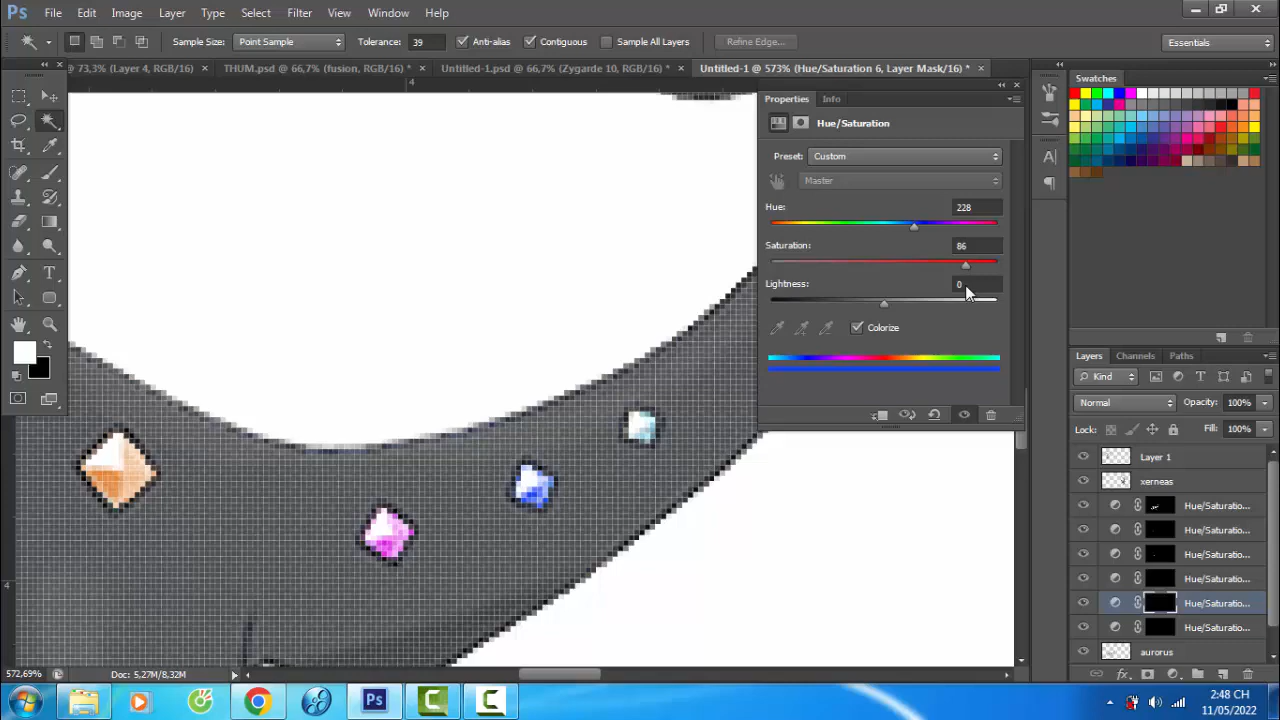 Ps File Edit Image Layer Type Select Filter View Window Help
Sample Size: Point Sample Tolerance: 39 Anti-alias Contiguous Sample All Layers Refine Edge... Essentials
73,3% (Layer 4, RGB/16) × THUM.psd @ 66,7% (fusion, RGB/16) * × Untitled-1.psd @ 66,7% (Zygarde 10, RGB/16) * × Untitled-1 @ 573% (Hue/Saturation 6, Layer Mask/16) * ×
4
Properties Info
Hue/Saturation
Preset: Custom
Master
Hue: 228
Saturation: 86
Lightness: 0
Colorize
Swatches
Layers Channels Paths
Kind
Normal Opacity: 100%
Lock: Fill: 100%
Layer 1
xerneas
Hue/Saturatio...
Hue/Saturatio...
Hue/Saturatio...
Hue/Saturatio...
Hue/Saturatio...
Hue/Saturatio...
aurorus
4
572,69% Doc: 5,27M/8,32M
Ps
2:48 CH
11/05/2022